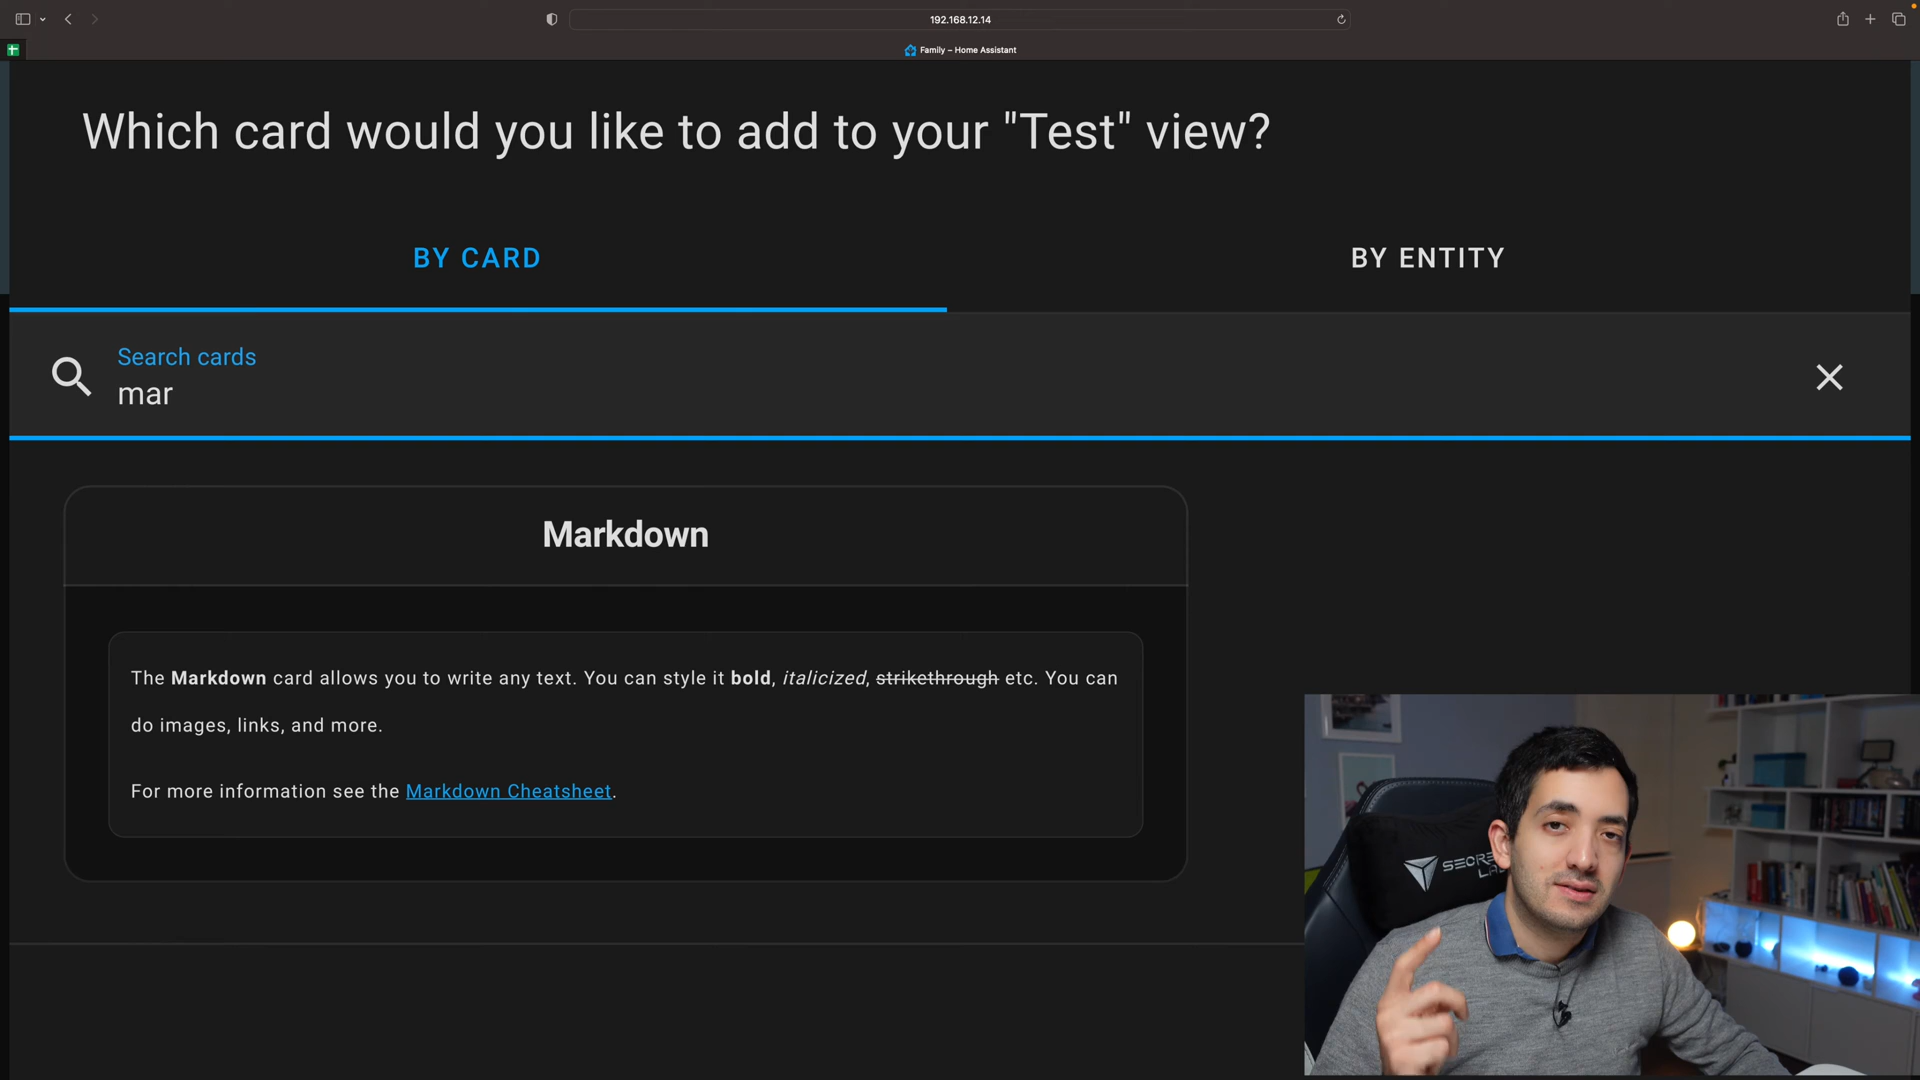 192.168.12.14
Family – Home Assistant
Which card would you like to add to your "Test" view?
BY CARD
BY ENTITY
Search cards
mar
Markdown
The Markdown card allows you to write any text. You can style it bold, italicized, strikethrough etc. You can
do images, links, and more.
For more information see the Markdown Cheatsheet.